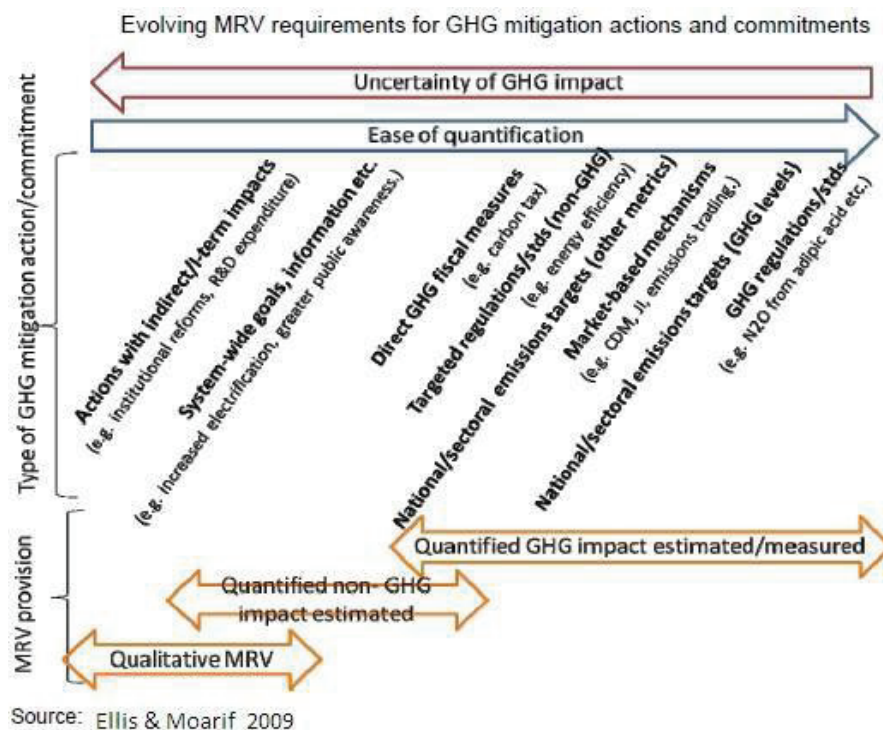 Evolving MRV requirements for GHG mitigation actions and commitments
Uncertainty of GHG impact
Ease of quantification
Type of GHG mitigation action/commitment
Actions with indirect/l-term impacts
(e.g. institutional reforms, R&D expenditure)
System-wide goals, information etc.
(e.g. increased electrification, greater public awareness.)
Direct GHG fiscal measures
(e.g. carbon tax)
Targeted regulations/stds (non-GHG)
(e.g. energy efficiency)
National/sectoral emissions targets (other metrics)
Market-based mechanisms
(e.g. CDM, JI, emissions trading.)
National/sectoral emissions targets (GHG levels)
GHG regulations/stds
(e.g. N2O from adipic acid etc.)
MRV provision
Quantified GHG impact estimated/measured
Quantified non- GHG
impact estimated
Qualitative MRV
Source: Ellis & Moarif 2009